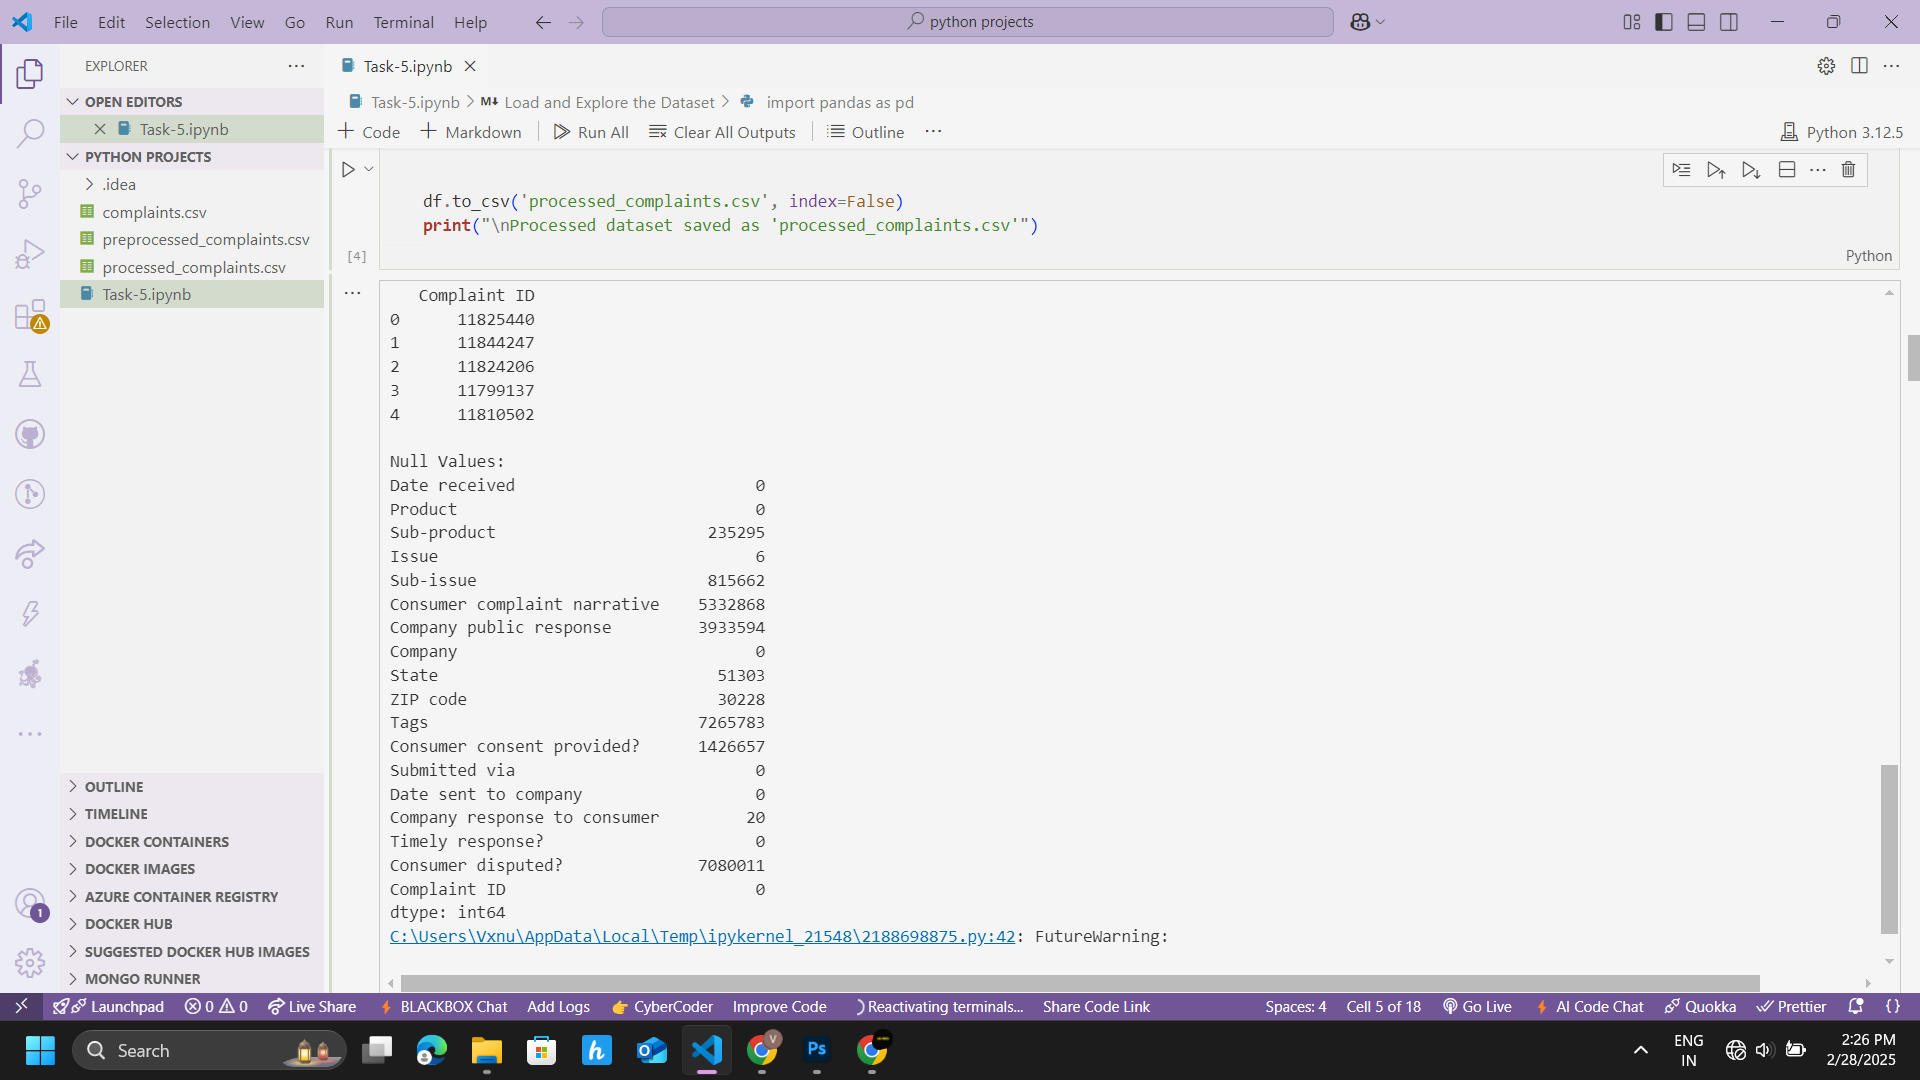 File Edit Selection View Go Run Terminal Help
python projects
EXPLORER
OPEN EDITORS
Task-5.ipynb
PYTHON PROJECTS
.idea
complaints.csv
preprocessed_complaints.csv
processed_complaints.csv
Task-5.ipynb
OUTLINE
TIMELINE
DOCKER CONTAINERS
DOCKER IMAGES
AZURE CONTAINER REGISTRY
DOCKER HUB
SUGGESTED DOCKER HUB IMAGES
MONGO RUNNER
1
Task-5.ipynb
Task-5.ipynb > M↓ Load and Explore the Dataset > import pandas as pd
+ Code + Markdown Run All Clear All Outputs Outline ... Python 3.12.5
df.to_csv('processed_complaints.csv', index=False)
print("\nProcessed dataset saved as 'processed_complaints.csv'")
[4] Python
Complaint ID
0 11825440
1 11844247
2 11824206
3 11799137
4 11810502
Null Values:
Date received 0
Product 0
Sub-product 235295
Issue 6
Sub-issue 815662
Consumer complaint narrative 5332868
Company public response 3933594
Company 0
State 51303
ZIP code 30228
Tags 7265783
Consumer consent provided? 1426657
Submitted via 0
Date sent to company 0
Company response to consumer 20
Timely response? 0
Consumer disputed? 7080011
Complaint ID 0
dtype: int64
C:\Users\Vxnu\AppData\Local\Temp\ipykernel_21548\2188698875.py:42: FutureWarning:
Launchpad 0 0 Live Share BLACKBOX Chat Add Logs CyberCoder Improve Code Reactivating terminals... Share Code Link Spaces: 4 Cell 5 of 18 Go Live AI Code Chat Quokka Prettier {}
Search h Ps V ENG 2:26 PM
IN 2/28/2025